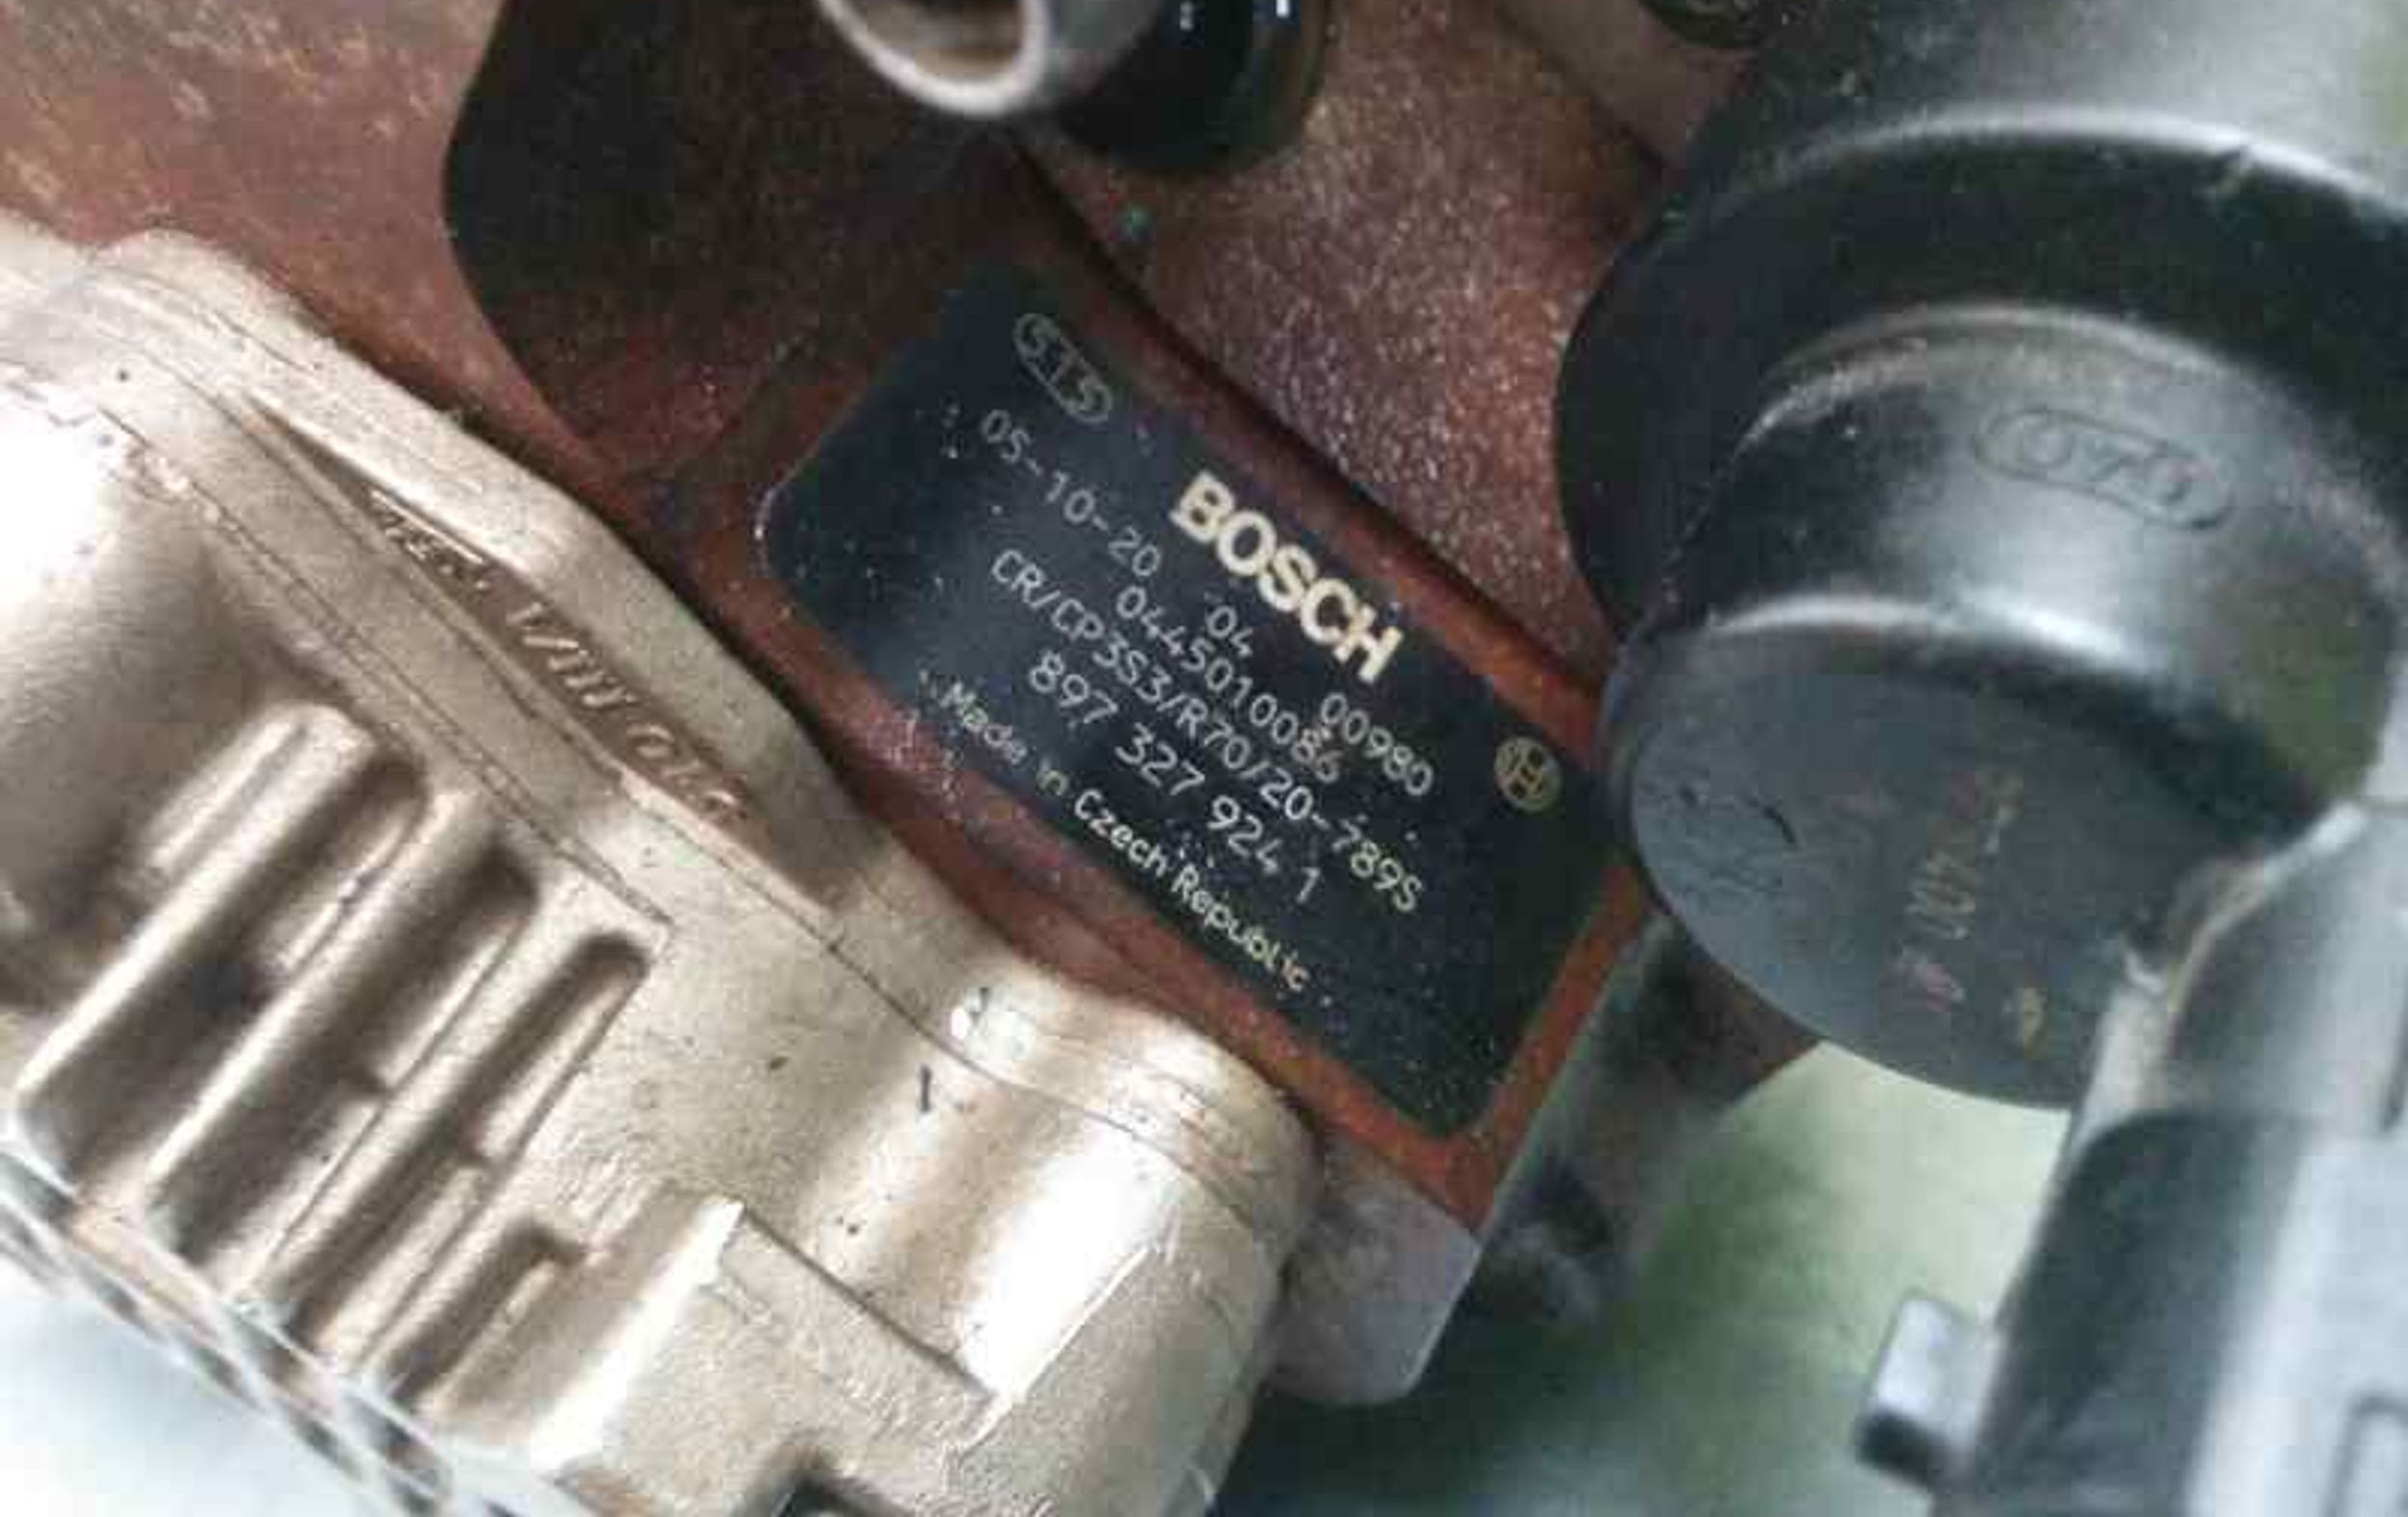 BOSCH
05-10-20 04 00980
0445010086
CR/CP3S3/R70/20-789S
897 327 924 1
Made in Czech Republic